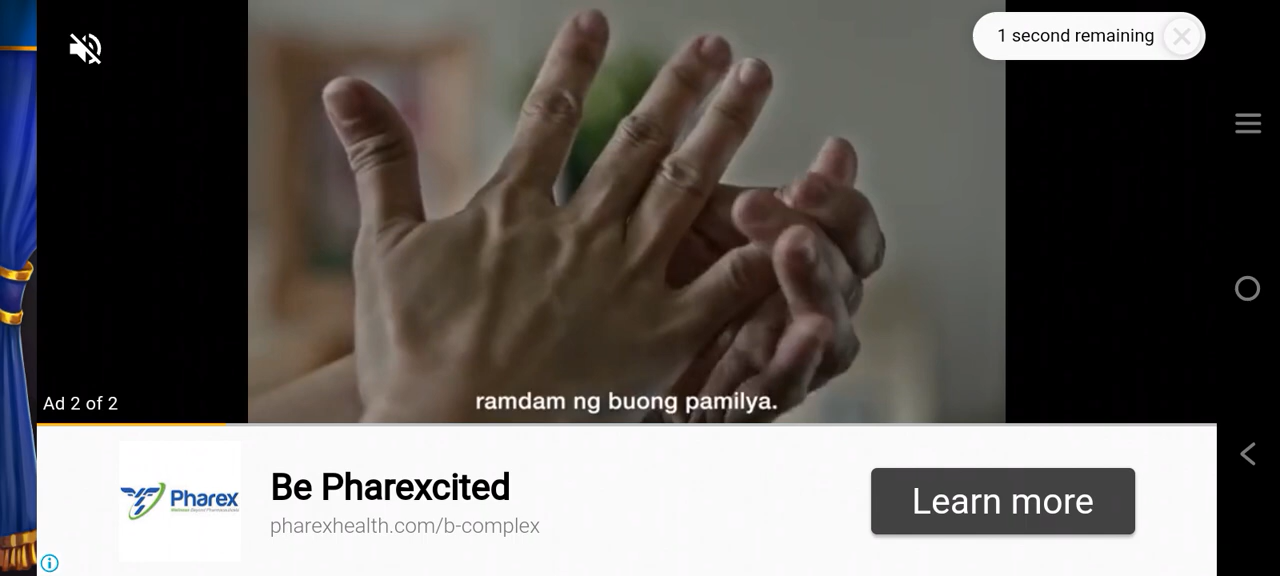 1 second remaining
ramdam ng buong pamilya.
Ad 2 of 2
Pharex
Be Pharexcited
pharexhealth.com/b-complex
Learn more